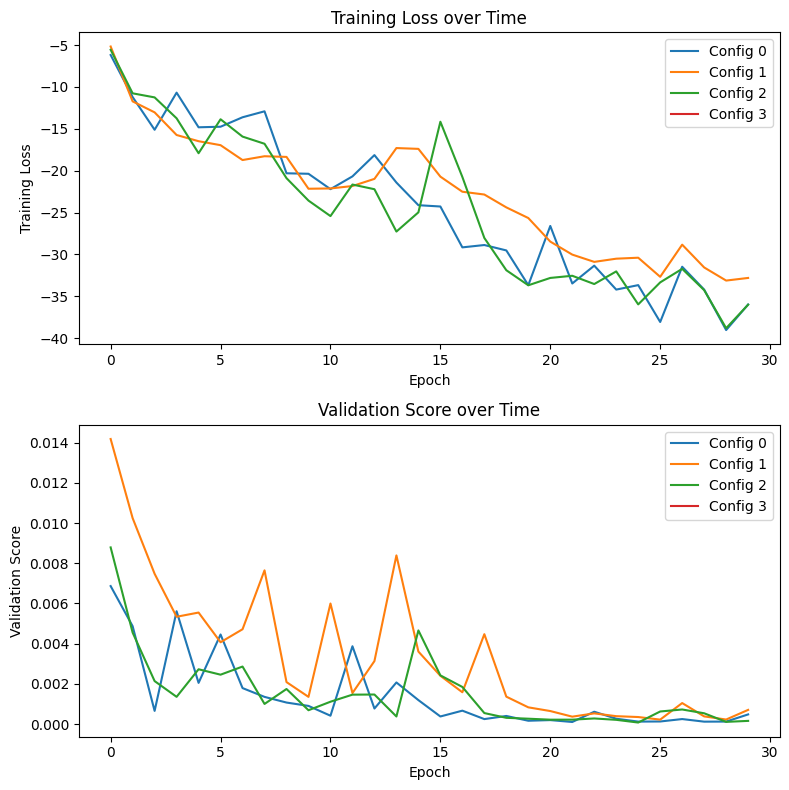 Training Loss over Time
Training Loss
−5
−10
−15
−20
−25
−30
−35
−40
Config 0
Config 1
Config 2
Config 3
0 5 10 15 20 25 30
Epoch
Validation Score over Time
Validation Score
0.014
0.012
0.010
0.008
0.006
0.004
0.002
0.000
Config 0
Config 1
Config 2
Config 3
0 5 10 15 20 25 30
Epoch